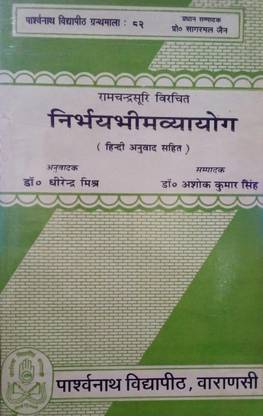 पार्श्वनाथ विद्यापीठ ग्रन्थमाला : ८२
प्रधान सम्पादक
प्रो० सागरमल जैन
रामचन्द्रसूरि विरचित
निर्भयभीमव्यायोग
( हिन्दी अनुवाद सहित )
अनुवादक
डॉ० धीरेन्द्र मिश्र
सम्पादक
डॉ० अशोक कुमार सिंह
पार्श्वनाथ विद्यापीठ, वाराणसी